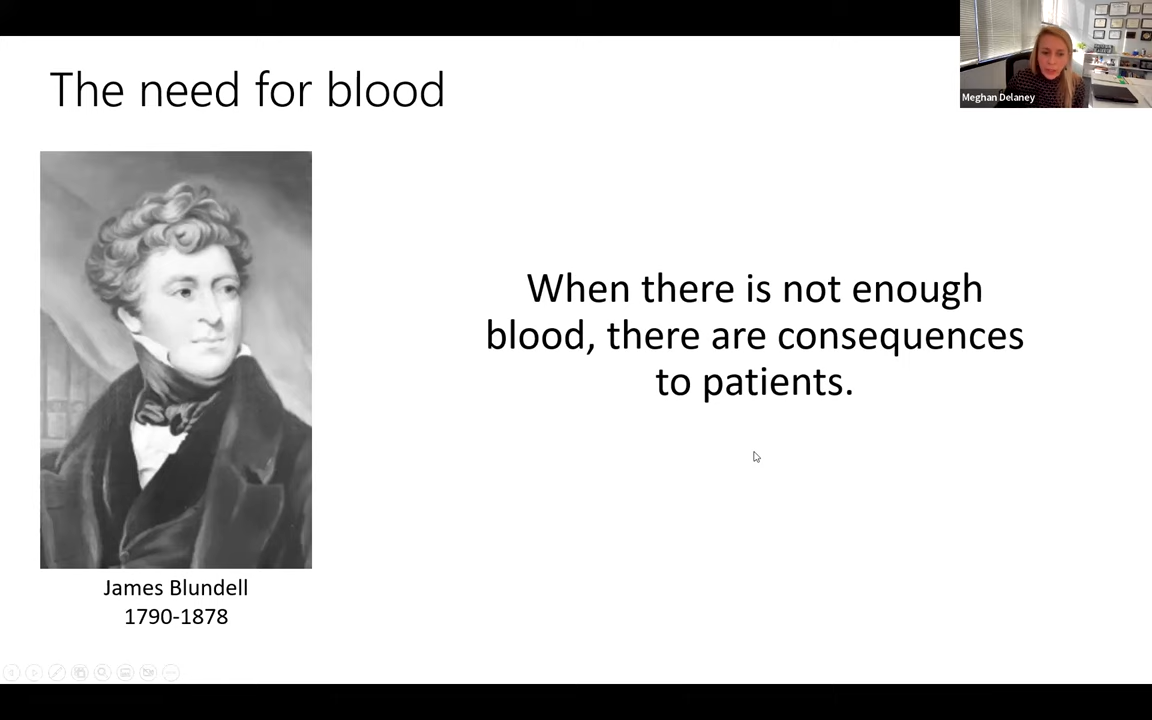 The need for blood
Meghan Delaney
When there is not enough
blood, there are consequences
to patients.
James Blundell
1790-1878